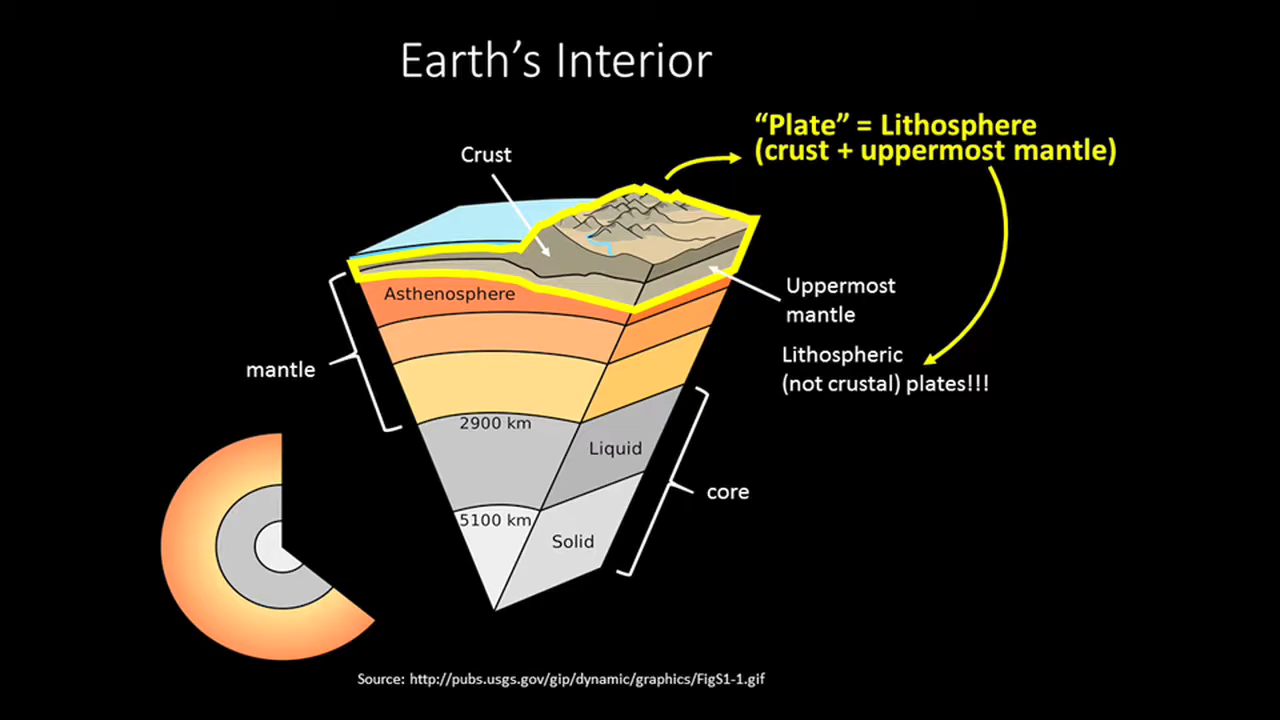 Earth’s Interior
“Plate” = Lithosphere
(crust + uppermost mantle)
Crust
Asthenosphere
Uppermost
mantle
Lithospheric
(not crustal) plates!!!
mantle
2900 km
Liquid
core
5100 km
Solid
Source: http://pubs.usgs.gov/gip/dynamic/graphics/FigS1-1.gif